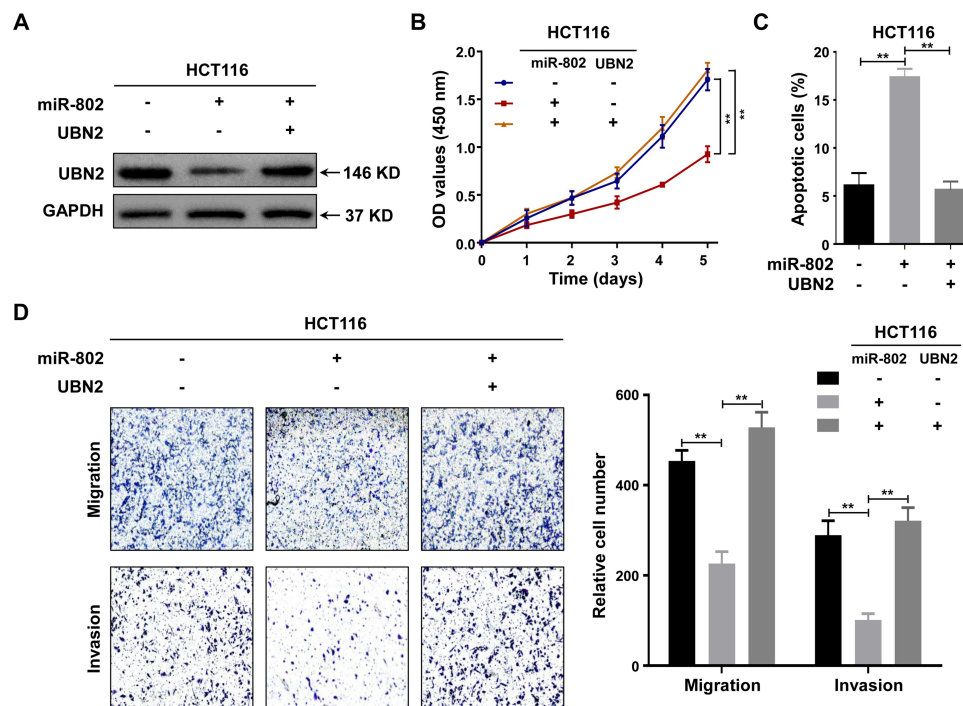 A
HCT116
miR-802 - + +
UBN2 - - +
UBN2 ←146 KD
GAPDH ←37 KD
B
HCT116
miR-802 UBN2
- -
+ -
+ +
OD values (450 nm)
2.0
1.5
1.0
0.5
0.0
0 1 2 3 4 5
Time (days)
**
**
C
HCT116
Apoptotic cells (%)
20
15
10
5
0
** **
miR-802 - + +
UBN2 - - +
D
HCT116
miR-802 - + +
UBN2 - - +
Migration
Invasion
HCT116
miR-802 UBN2
- -
+ -
+ +
Relative cell number
600
400
200
0
** **
** **
Migration Invasion